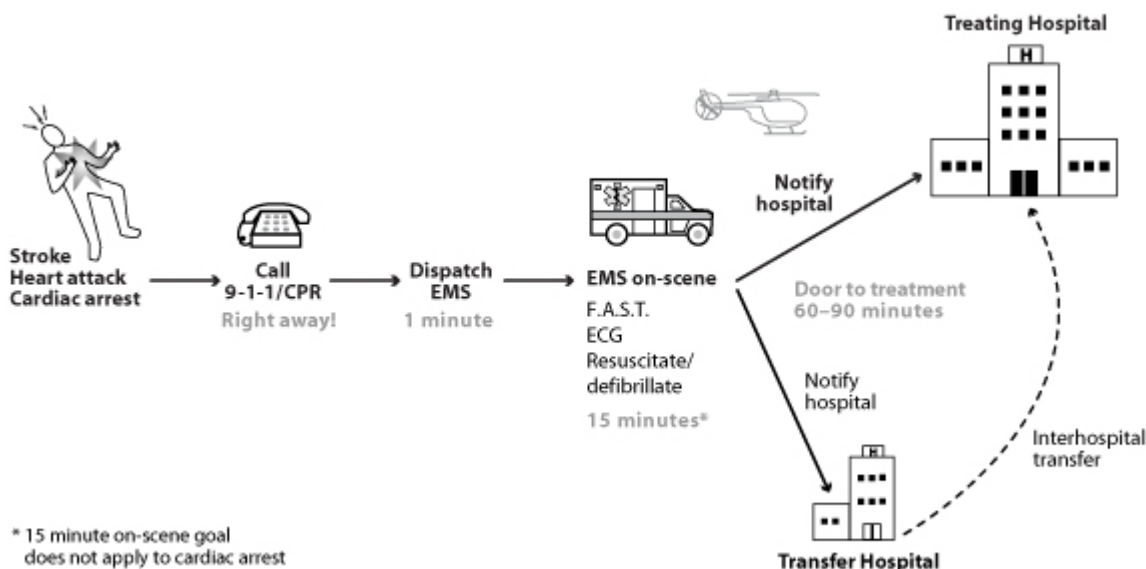 Treating Hospital
H
Notify
hospital
Stroke
Heart attack
Cardiac arrest
Call
9-1-1/CPR
Right away!
Dispatch
EMS
1 minute
EMS on-scene
F.A.S.T.
ECG
Resuscitate/
defibrillate
15 minutes*
Door to treatment
60–90 minutes
Notify
hospital
Interhospital
transfer
H
Transfer Hospital
* 15 minute on-scene goal
does not apply to cardiac arrest